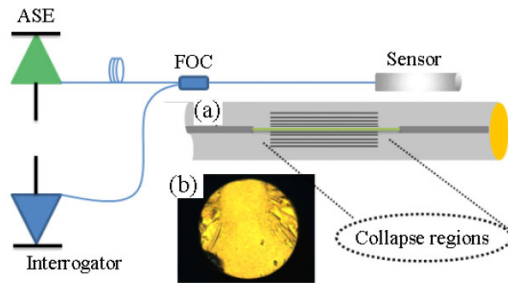 ASE
FOC
Sensor
(a)
(b)
Collapse regions
Interrogator